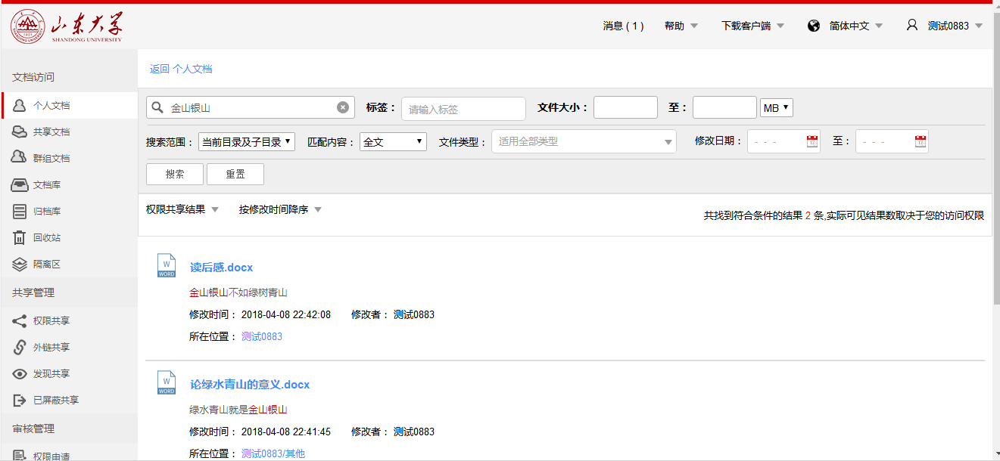 山东大学
SHANDONG UNIVERSITY
消息 ( 1 ) 帮助 下载客户端 简体中文 测试0883
文档访问
个人文档
共享文档
群组文档
文档库
归档库
回收站
隔离区
共享管理
权限共享
外链共享
发现共享
已屏蔽共享
审核管理
权限申请
返回 个人文档
金山银山 标签： 请输入标签 文件大小： 至： MB
搜索范围： 当前目录及子目录 匹配内容： 全文 文件类型： 适用全部类型 修改日期： - - - 至： - - -
搜索 重置
权限共享结果 按修改时间降序
共找到符合条件的结果 2 条,实际可见结果数取决于您的访问权限
WORD
读后感.docx
金山银山不如绿树青山
修改时间： 2018-04-08 22:42:08 修改者： 测试0883
所在位置： 测试0883
WORD
论绿水青山的意义.docx
绿水青山就是金山银山
修改时间： 2018-04-08 22:41:45 修改者： 测试0883
所在位置： 测试0883/其他